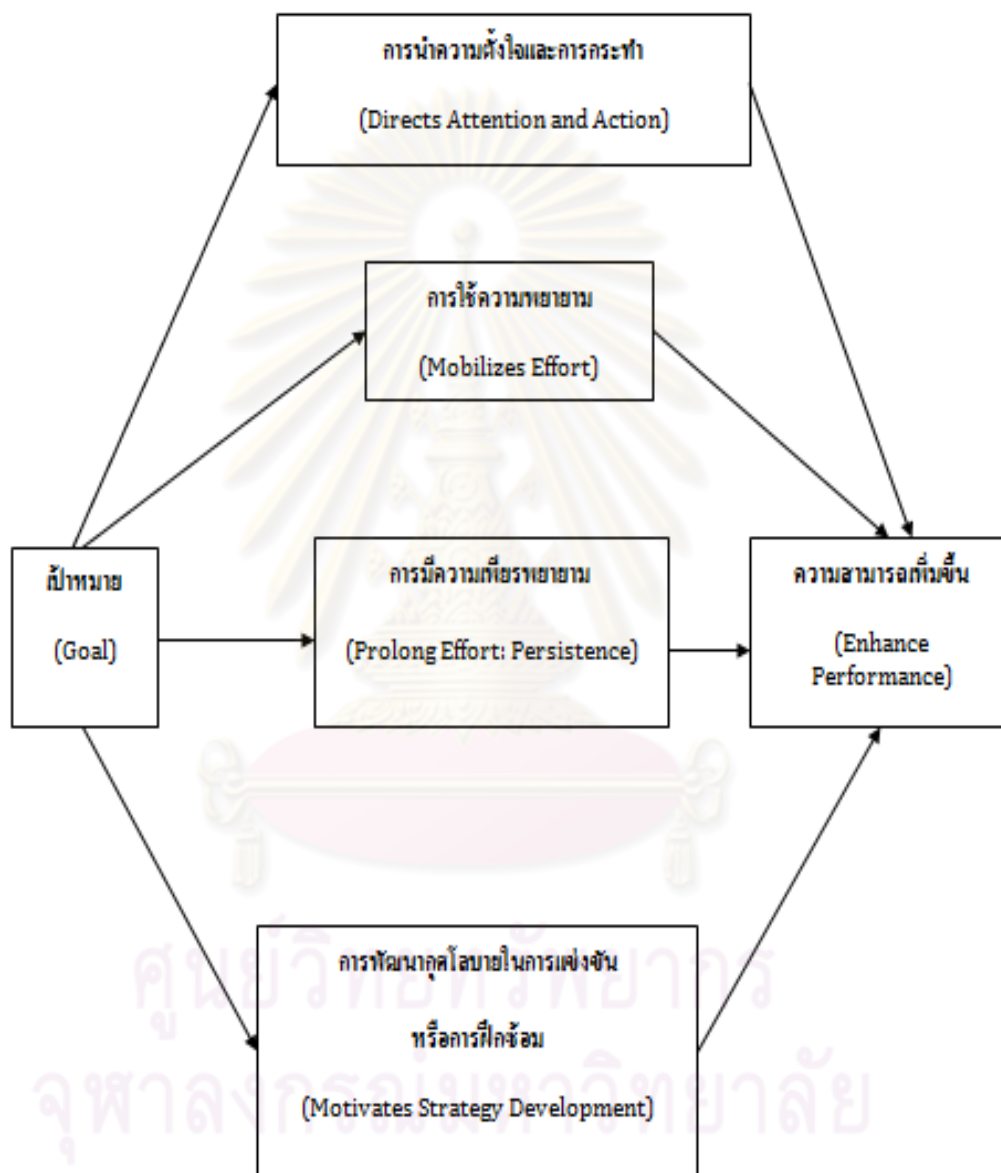 การนำความตั้งใจและการกระทำ
(Directs Attention and Action)
การใช้ความพยายาม
(Mobilizes Effort)
เป้าหมาย
(Goal)
การมีความเพียรพยายาม
(Prolong Effort: Persistence)
ความสามารถเพิ่มขึ้น
(Enhance
Performance)
การพัฒนากุศโลบายในการแข่งขัน
หรือการฝึกซ้อม
(Motivates Strategy Development)
ศูนย์วิทยทรัพยากร
จุฬาลงกรณ์มหาวิทยาลัย